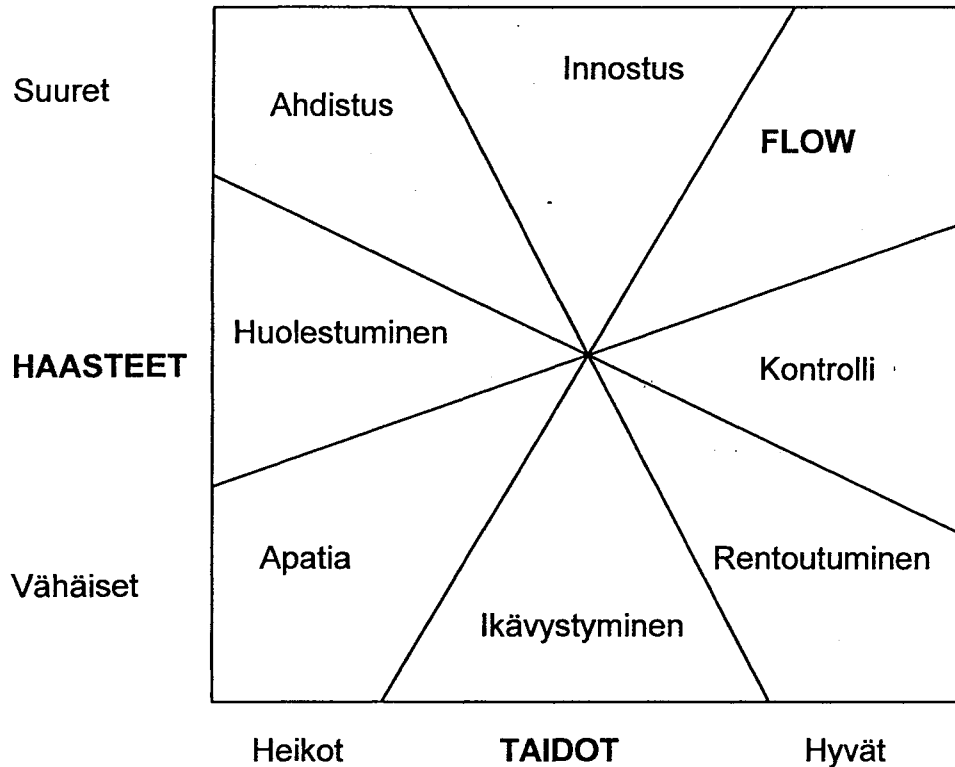 Suuret
Ahdistus
Innostus
FLOW
HAASTEET
Huolestuminen
Kontrolli
Vähäiset
Apatia
Ikävystyminen
Rentoutuminen
Heikot
TAIDOT
Hyvät